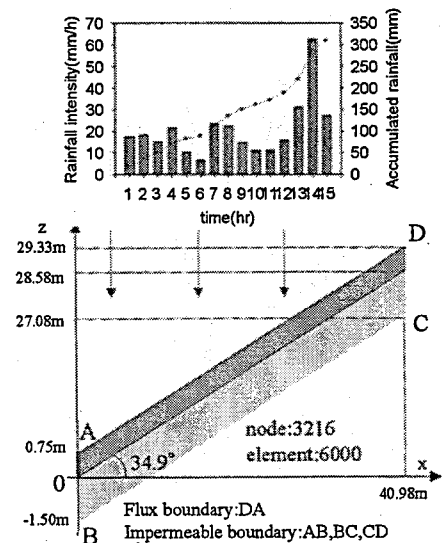 Rainfall intensity(mm/h)
70
60
50
40
30
20
10
0
350
300
250
200
150
100
50
0
Accumulated rainfall(mm)
1 2 3 4 5 6 7 8 9 10 11 12 13 14 15
time(hr)
z
29.33m
28.58m
27.08m
D
C
A
0.75m
node:3216
element:6000
34.9°
0
x
40.98m
-1.50m
B
Flux boundary:DA
Impermeable boundary:AB,BC,CD